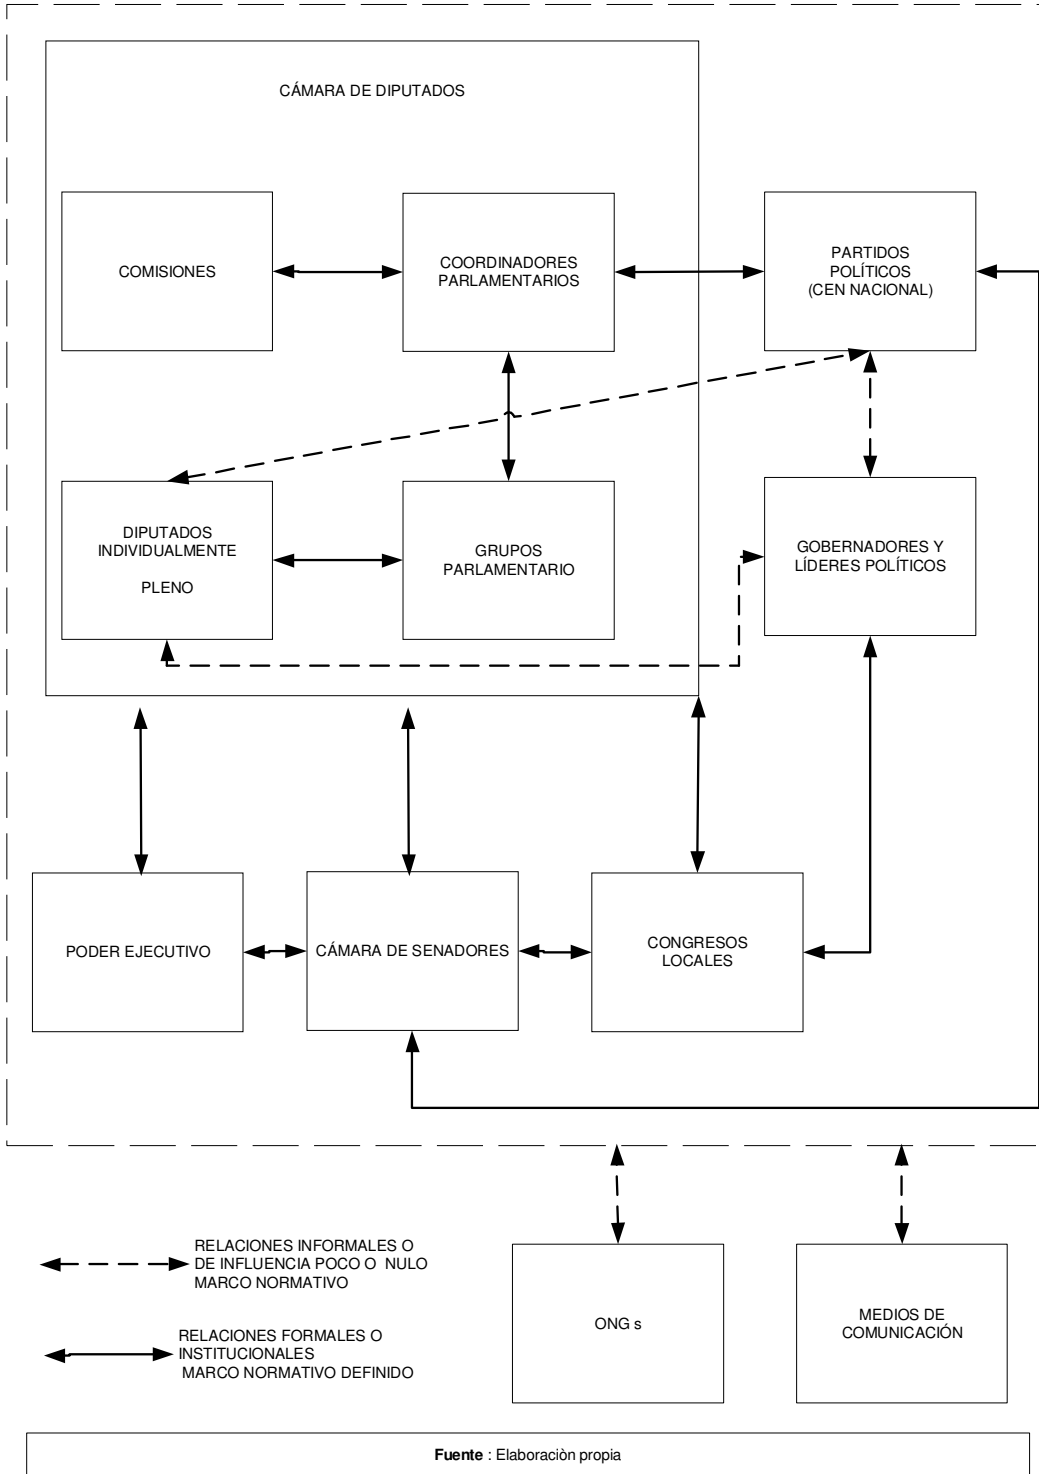 CÁMARA DE DIPUTADOS
COMISIONES
COORDINADORES
PARLAMENTARIOS
PARTIDOS
POLÍTICOS
(CEN NACIONAL)
DIPUTADOS
INDIVIDUALMENTE
PLENO
GRUPOS
PARLAMENTARIO
GOBERNADORES Y
LÍDERES POLÍTICOS
PODER EJECUTIVO
CÁMARA DE SENADORES
CONGRESOS
LOCALES
RELACIONES INFORMALES O
DE INFLUENCIA POCO O NULO
MARCO NORMATIVO
RELACIONES FORMALES O
INSTITUCIONALES
MARCO NORMATIVO DEFINIDO
ONG s
MEDIOS DE
COMUNICACIÓN
Fuente : Elaboraciòn propia